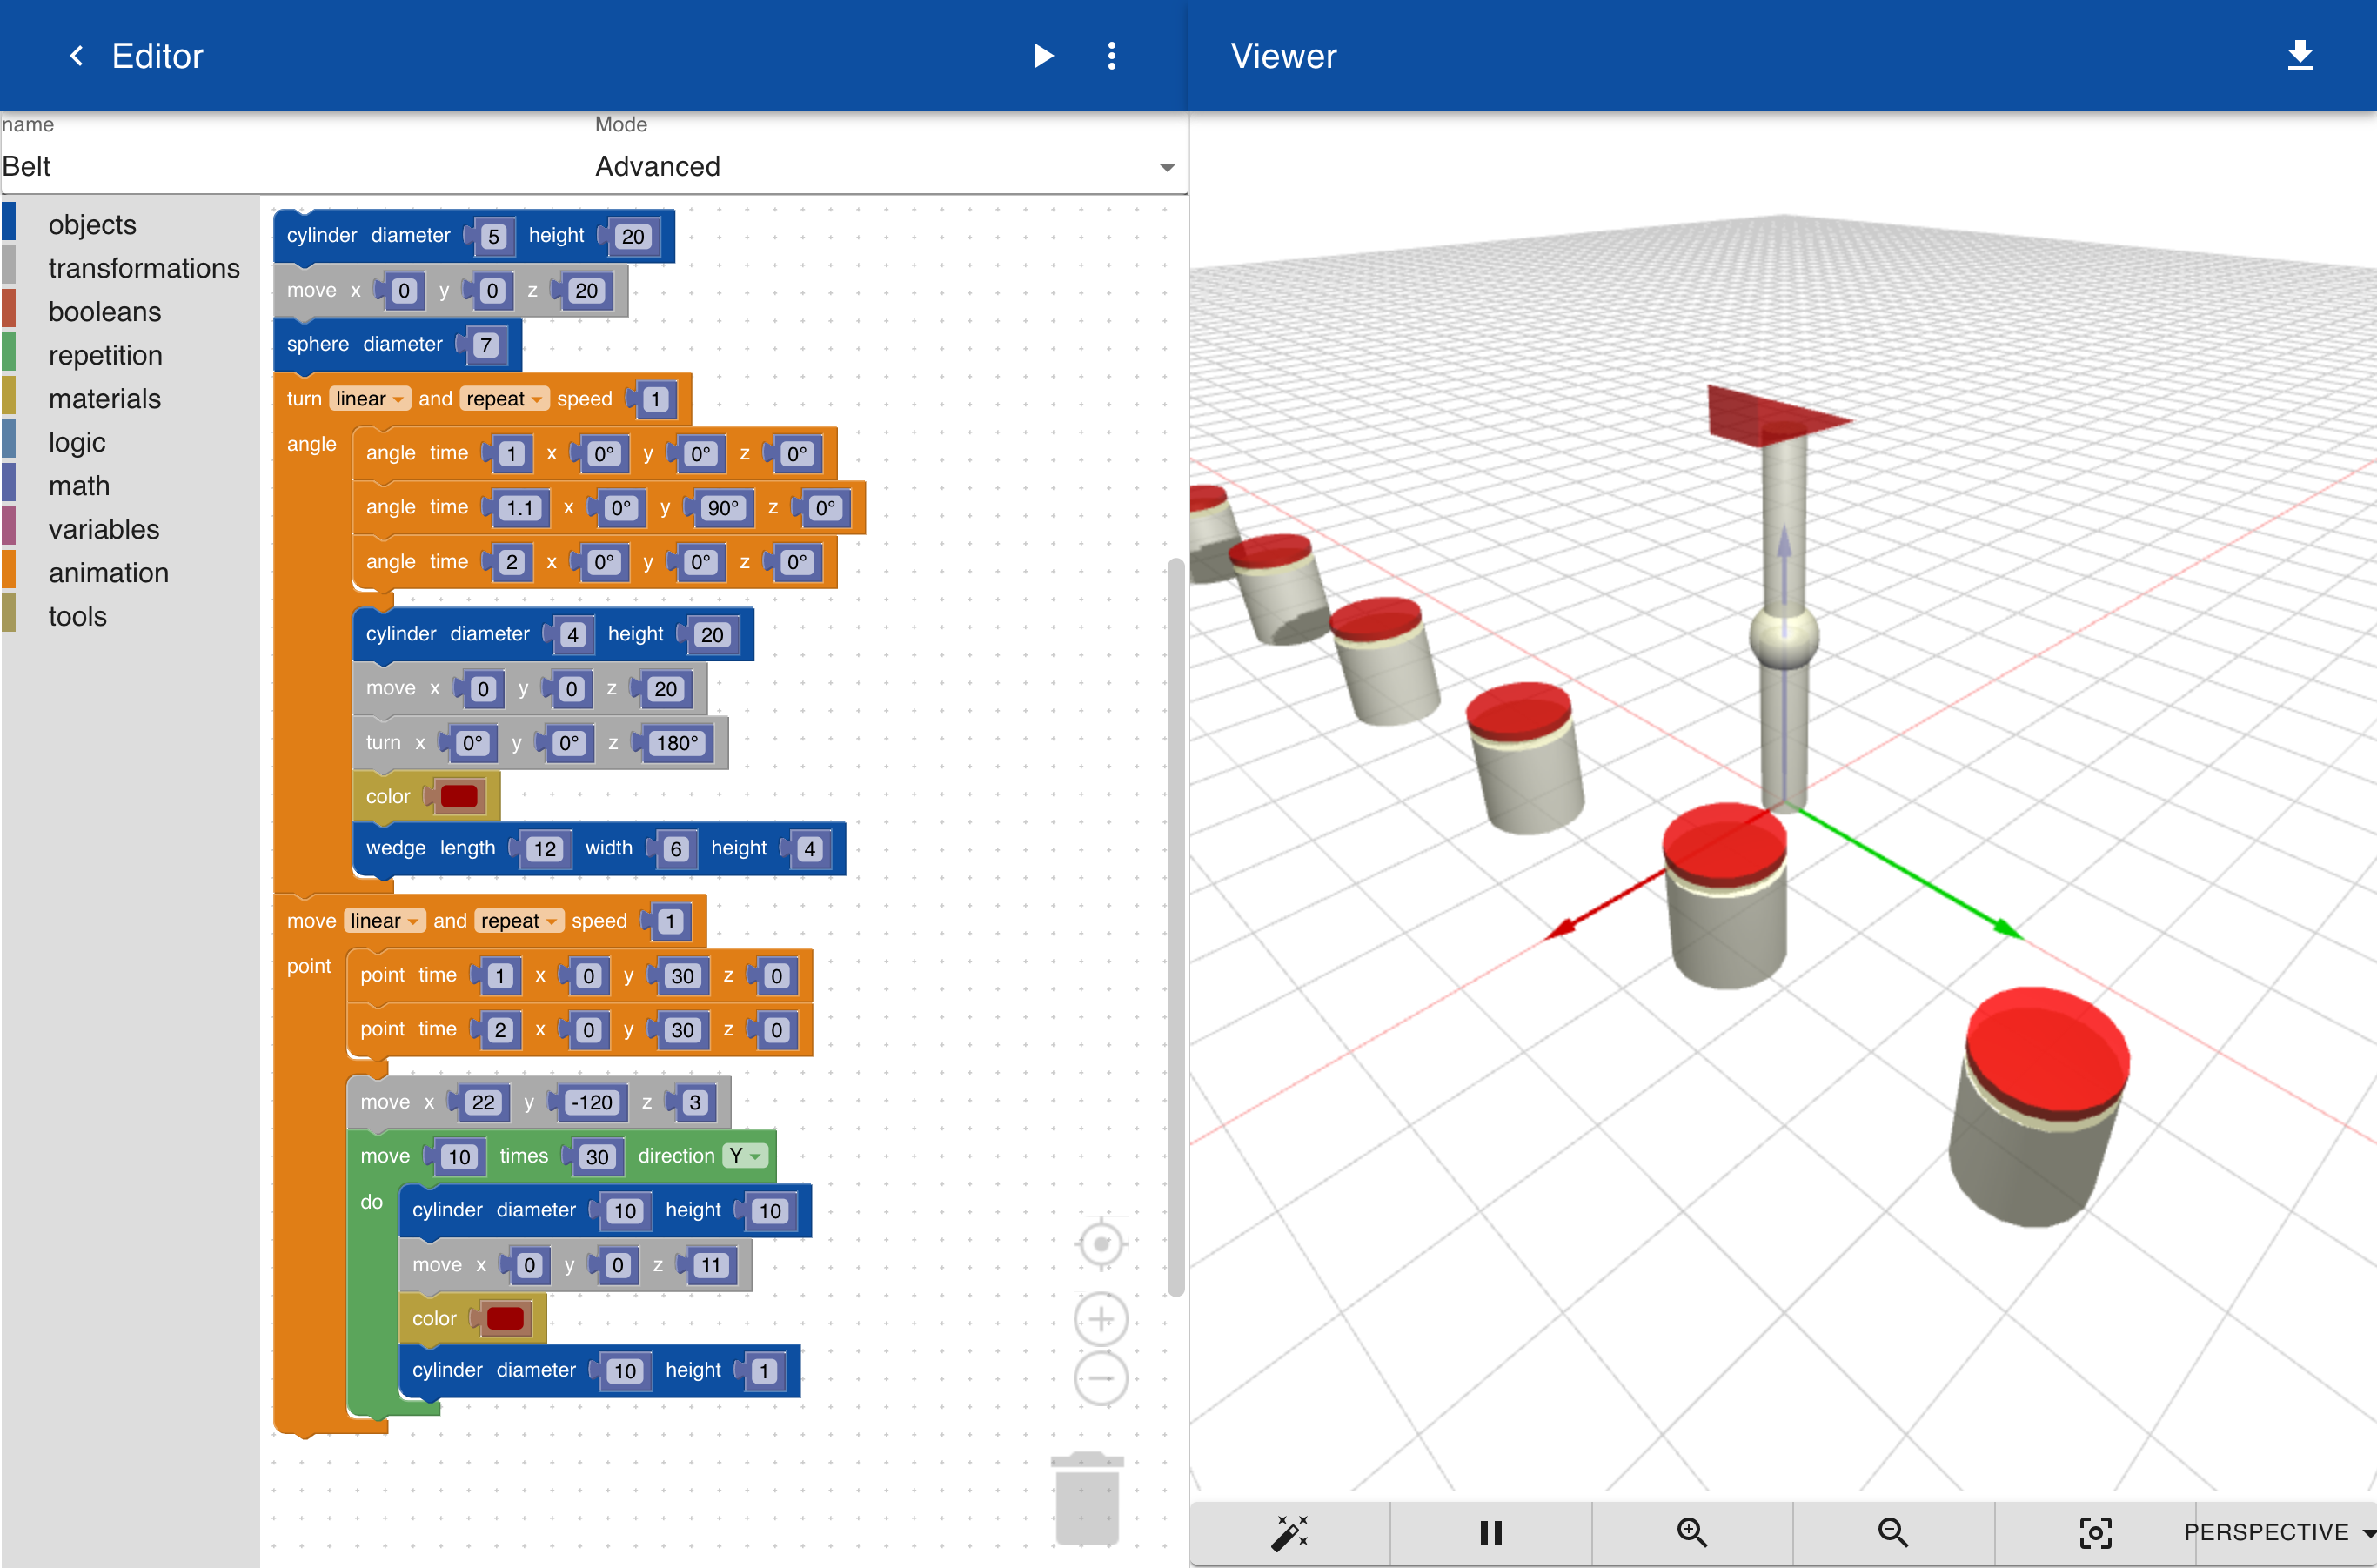 Editor
Viewer
name
Mode
Belt
Advanced
objects
transformations
booleans
repetition
materials
logic
math
variables
animation
tools
cylinder diameter 5 height 20
move x 0 y 0 z 20
sphere diameter 7
turn linear and repeat speed 1
angle
angle time 1 x 0° y 0° z 0°
angle time 1.1 x 0° y 90° z 0°
angle time 2 x 0° y 0° z 0°
cylinder diameter 4 height 20
move x 0 y 0 z 20
turn x 0° y 0° z 180°
color
wedge length 12 width 6 height 4
move linear and repeat speed 1
point
point time 1 x 0 y 30 z 0
point time 2 x 0 y 30 z 0
move x 22 y -120 z 3
move 10 times 30 direction Y
do
cylinder diameter 10 height 10
move x 0 y 0 z 11
color
cylinder diameter 10 height 1
PERSPECTIVE